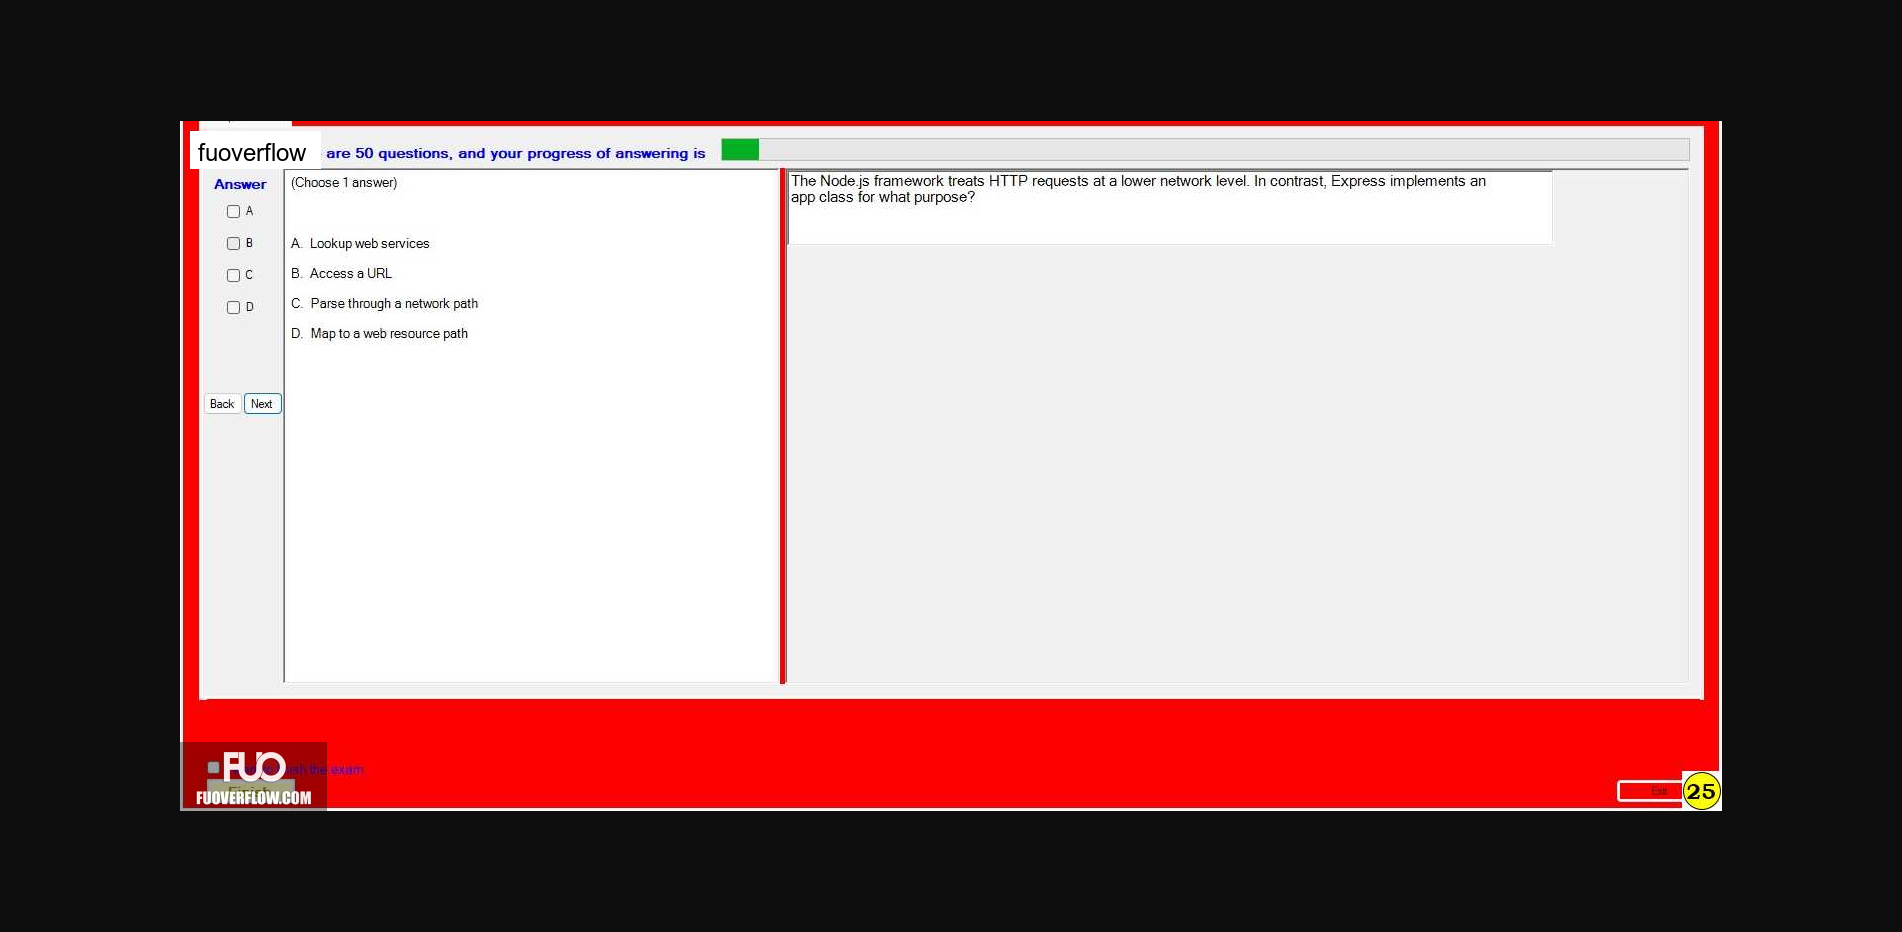 fuoverflow are 50 questions, and your progress of answering is
Answer
A
B
C
D
Back Next
(Choose 1 answer)
A. Lookup web services
B. Access a URL
C. Parse through a network path
D. Map to a web resource path
The Node.js framework treats HTTP requests at a lower network level. In contrast, Express implements an
app class for what purpose?
FUO
the exam
Finish
FUOVERFLOW.COM
Exit
25